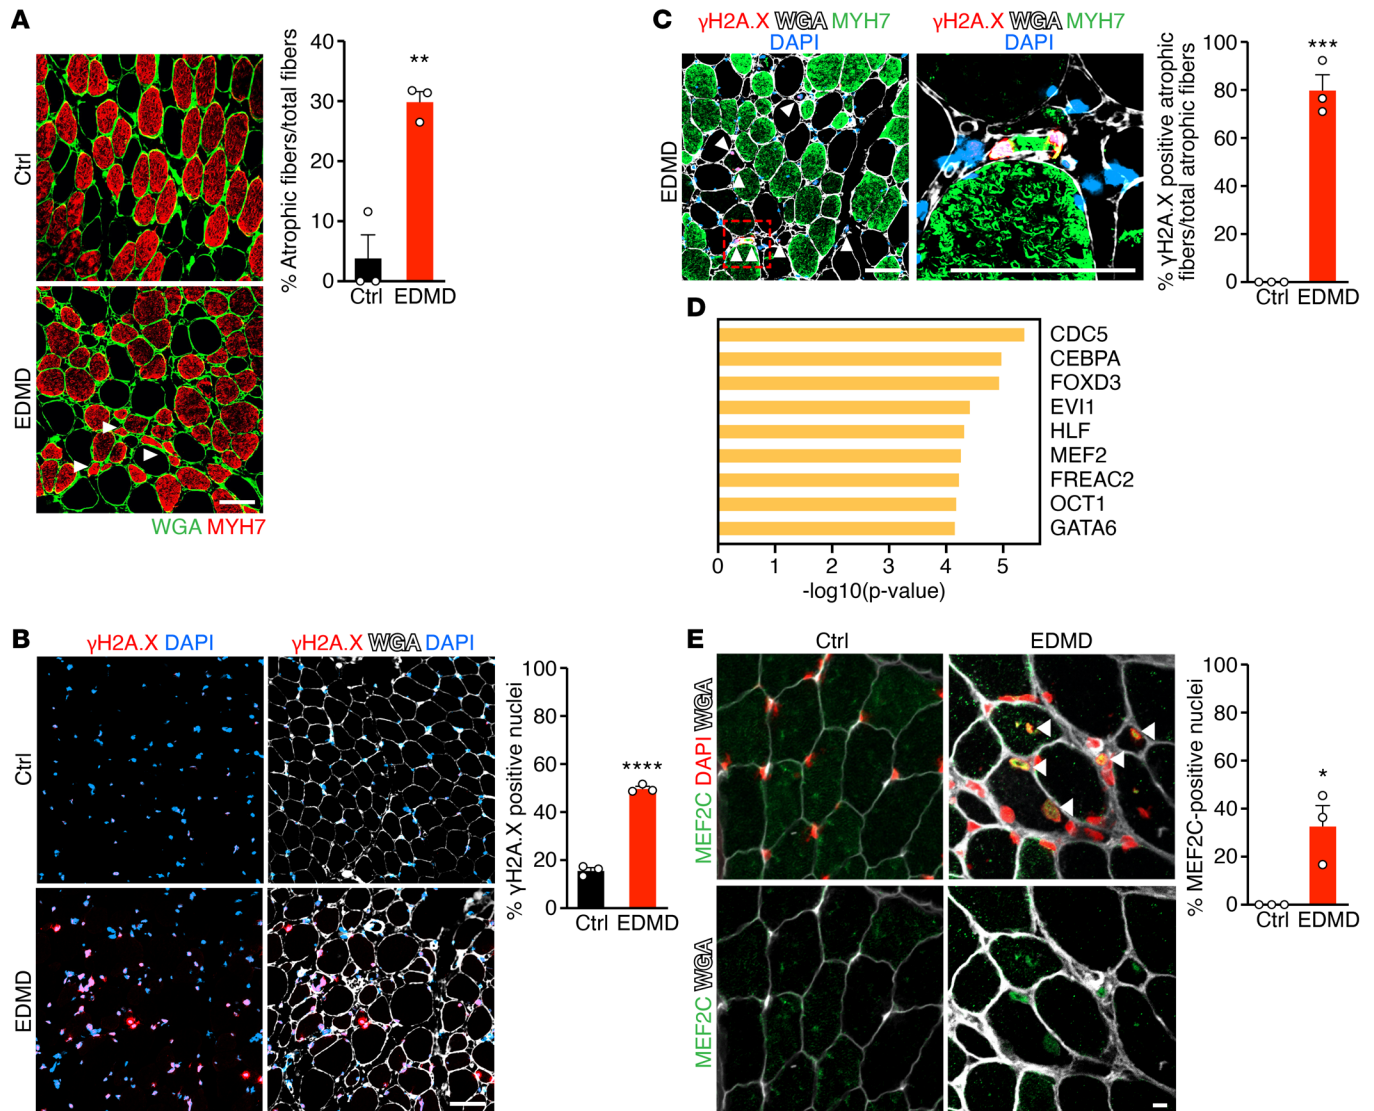 A
Ctrl
EDMD
WGA MYH7
% Atrophic fibers/total fibers
40
30
20
10
0
**
Ctrl
EDMD
C
γH2A.X WGA MYH7
DAPI
γH2A.X WGA MYH7
DAPI
EDMD
% γH2A.X positive atrophic
fibers/total atrophic fibers
100
80
60
40
20
0
***
Ctrl
EDMD
D
CDC5
CEBPA
FOXD3
EVI1
HLF
MEF2
FREAC2
OCT1
GATA6
0
1
2
3
4
5
-log10(p-value)
B
γH2A.X DAPI
γH2A.X WGA DAPI
Ctrl
EDMD
% γH2A.X positive nuclei
100
80
60
40
20
0
****
Ctrl
EDMD
E
Ctrl
EDMD
MEF2C DAPI WGA
MEF2C WGA
% MEF2C-positive nuclei
100
80
60
40
20
0
*
Ctrl
EDMD